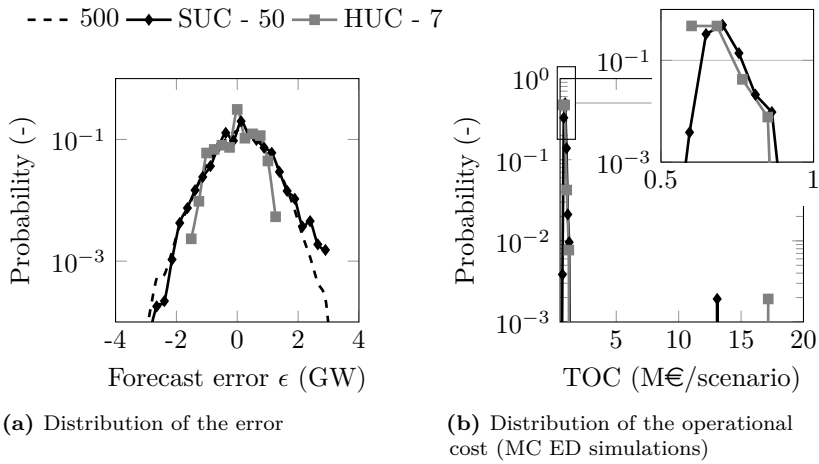 500 SUC - 50 HUC - 7
Probability (-)
10⁻¹
10⁻³
-4 -2 0 2 4
Forecast error ϵ (GW)
(a) Distribution of the error
Probability (-)
10⁰
10⁻¹
10⁻²
10⁻³
5 10 15 20
TOC (M€/scenario)
10⁻¹
10⁻³
0.5 1
(b) Distribution of the operational
cost (MC ED simulations)